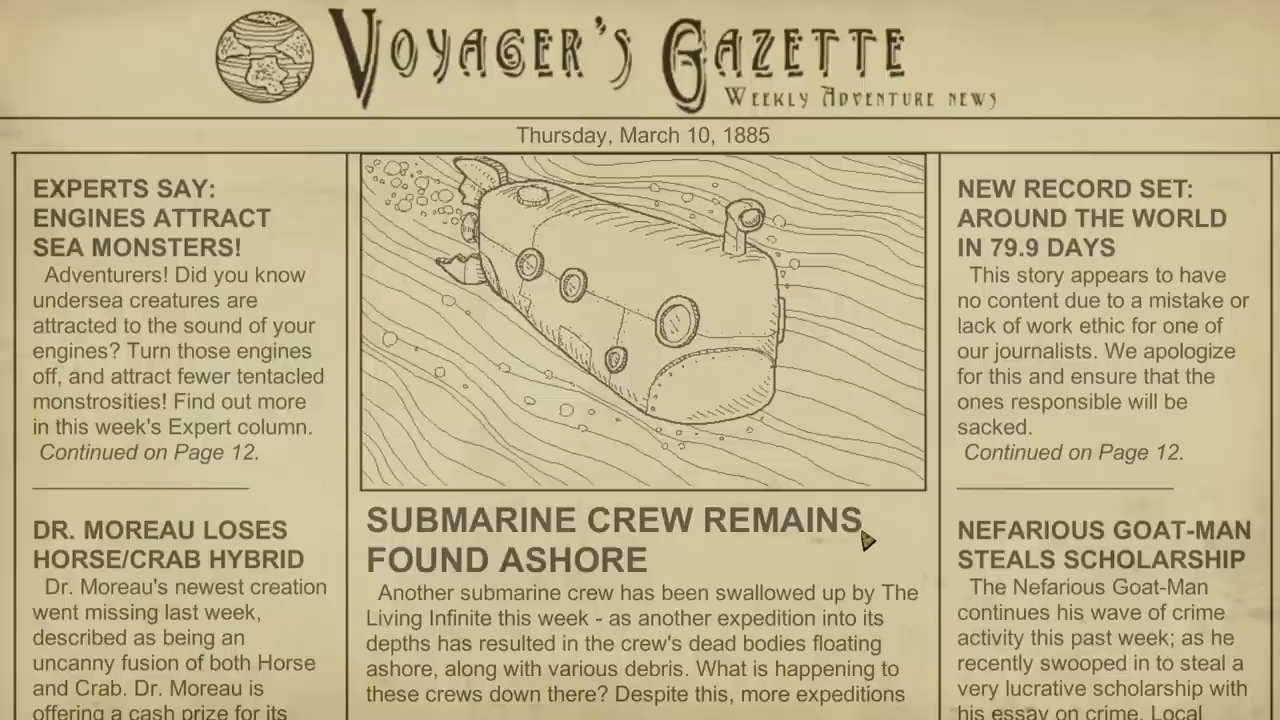 VOYAGER'S GAZETTE
WEEKLY ADVENTURE NEWS
Thursday, March 10, 1885
EXPERTS SAY:
ENGINES ATTRACT
SEA MONSTERS!
Adventurers! Did you know
undersea creatures are
attracted to the sound of your
engines? Turn those engines
off, and attract fewer tentacled
monstrosities! Find out more
in this week's Expert column.
Continued on Page 12.
DR. MOREAU LOSES
HORSE/CRAB HYBRID
Dr. Moreau's newest creation
went missing last week,
described as being an
uncanny fusion of both Horse
and Crab. Dr. Moreau is
offering a cash prize for its
SUBMARINE CREW REMAINS
FOUND ASHORE
Another submarine crew has been swallowed up by The
Living Infinite this week - as another expedition into its
depths has resulted in the crew's dead bodies floating
ashore, along with various debris. What is happening to
these crews down there? Despite this, more expeditions
NEW RECORD SET:
AROUND THE WORLD
IN 79.9 DAYS
This story appears to have
no content due to a mistake or
lack of work ethic for one of
our journalists. We apologize
for this and ensure that the
ones responsible will be
sacked.
Continued on Page 12.
NEFARIOUS GOAT-MAN
STEALS SCHOLARSHIP
The Nefarious Goat-Man
continues his wave of crime
activity this past week; as he
recently swooped in to steal a
very lucrative scholarship with
his essay on crime. Local